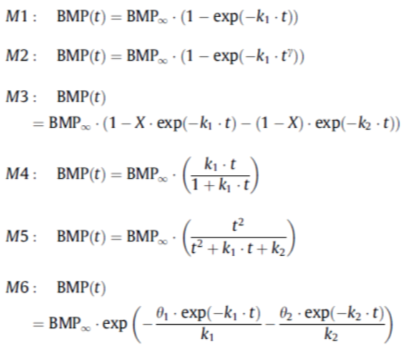 M1 : BMP(t) = BMP∞ · (1 − exp(−k₁ · t))
M2 : BMP(t) = BMP∞ · (1 − exp(−k₁ · t⁷))
M3 : BMP(t)
= BMP∞ · (1 − X · exp(−k₁ · t) − (1 − X) · exp(−k₂ · t))
M4 : BMP(t) = BMP∞ · (k₁ · t / 1 + k₁ · t)
M5 : BMP(t) = BMP∞ · (t² / t² + k₁ · t + k₂)
M6 : BMP(t)
= BMP∞ · exp (− θ₁ · exp(−k₁ · t) / k₁ − θ₂ · exp(−k₂ · t) / k₂)